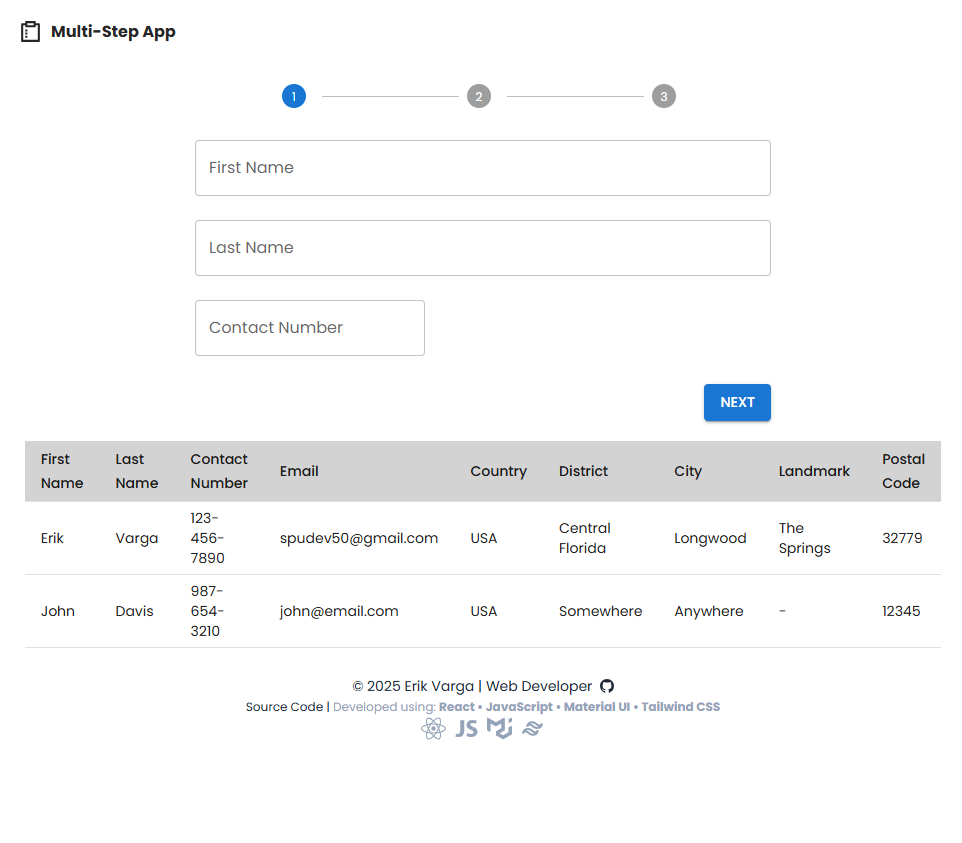 Multi-Step App
1 2 3
First Name
Last Name
Contact Number
NEXT
First Name Last Name Contact Number Email Country District City Landmark Postal Code
Erik Varga 123-456-7890 spudev50@gmail.com USA Central Florida Longwood The Springs 32779
John Davis 987-654-3210 john@email.com USA Somewhere Anywhere - 12345
© 2025 Erik Varga | Web Developer
Source Code | Developed using: React • JavaScript • Material UI • Tailwind CSS
JS